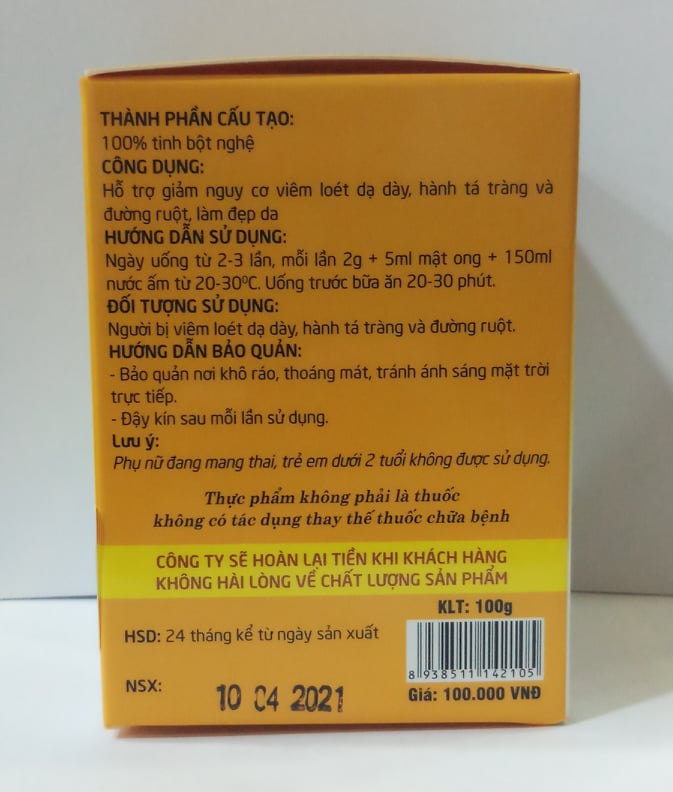 THÀNH PHẦN CẤU TẠO:
100% tinh bột nghệ
CÔNG DỤNG:
Hỗ trợ giảm nguy cơ viêm loét dạ dày, hành tá tràng và
đường ruột, làm đẹp da
HƯỚNG DẪN SỬ DỤNG:
Ngày uống từ 2-3 lần, mỗi lần 2g + 5ml mật ong + 150ml
nước ấm từ 20-30ºC. Uống trước bữa ăn 20-30 phút.
ĐỐI TƯỢNG SỬ DỤNG:
Người bị viêm loét dạ dày, hành tá tràng và đường ruột.
HƯỚNG DẪN BẢO QUẢN:
- Bảo quản nơi khô ráo, thoáng mát, tránh ánh sáng mặt trời
trực tiếp.
- Đậy kín sau mỗi lần sử dụng.
Lưu ý:
Phụ nữ đang mang thai, trẻ em dưới 2 tuổi không được sử dụng.
Thực phẩm không phải là thuốc
không có tác dụng thay thế thuốc chữa bệnh
CÔNG TY SẼ HOÀN LẠI TIỀN KHI KHÁCH HÀNG
KHÔNG HÀI LÒNG VỀ CHẤT LƯỢNG SẢN PHẨM
KLT: 100g
HSD: 24 tháng kể từ ngày sản xuất
8 938511 142105
NSX: 10 04 2021
Giá: 100.000 VNĐ